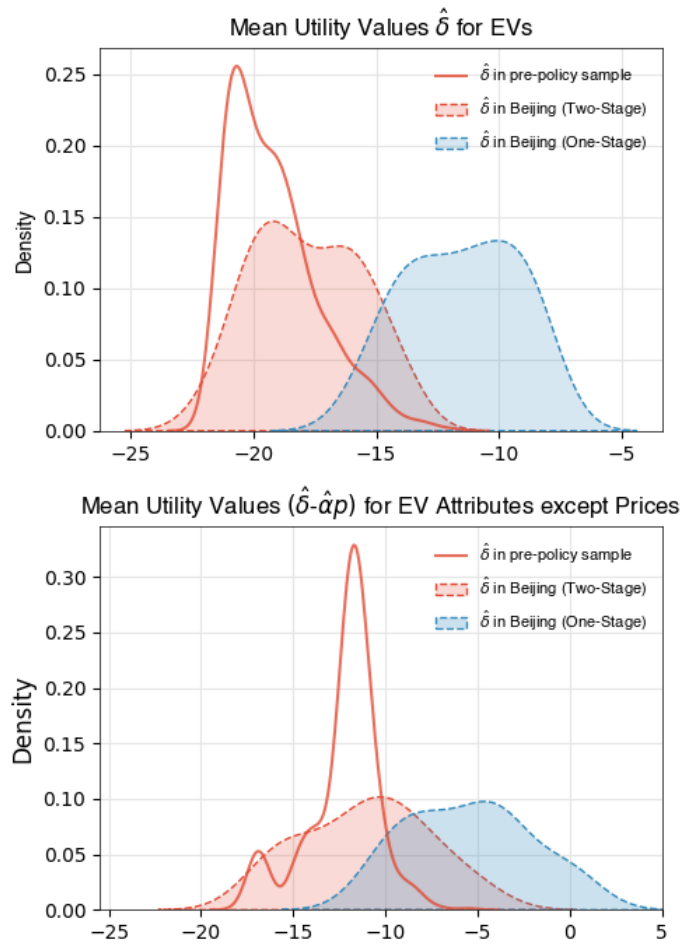 Mean Utility Values δ̂ for EVs
0.25
0.20
0.15
0.10
0.05
0.00
Density
δ̂ in pre-policy sample
δ̂ in Beijing (Two-Stage)
δ̂ in Beijing (One-Stage)
−25 −20 −15 −10 −5
Mean Utility Values (δ̂-α̂p) for EV Attributes except Prices
0.30
0.25
0.20
0.15
0.10
0.05
0.00
Density
δ̂ in pre-policy sample
δ̂ in Beijing (Two-Stage)
δ̂ in Beijing (One-Stage)
−25 −20 −15 −10 −5 0 5